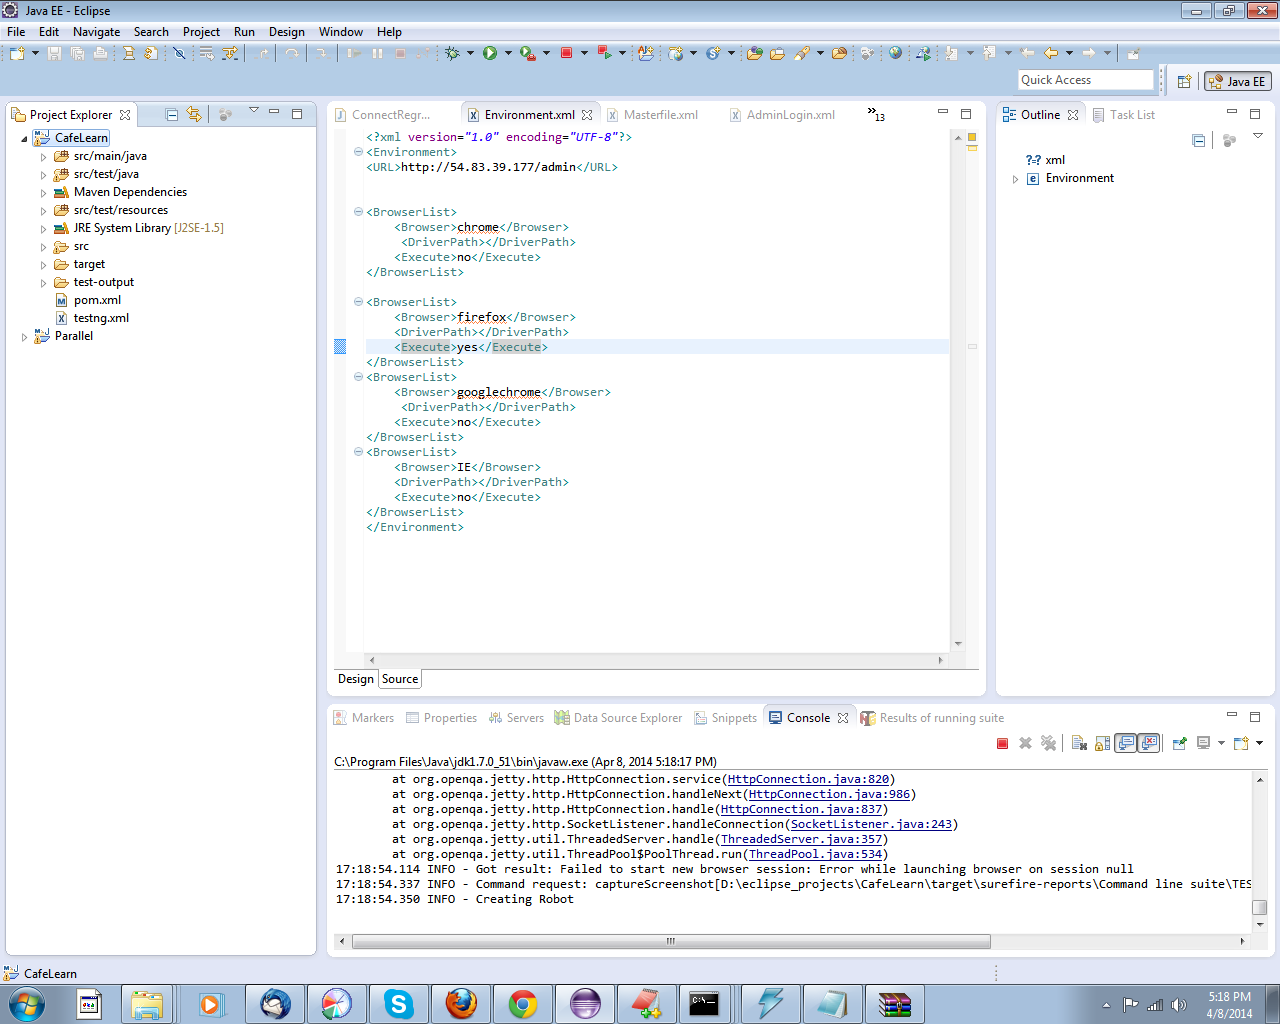 Java EE - Eclipse
File Edit Navigate Search Project Run Design Window Help
Quick Access
Java EE
Project Explorer
CafeLearn
src/main/java
src/test/java
Maven Dependencies
src/test/resources
JRE System Library [J2SE-1.5]
src
target
test-output
pom.xml
testng.xml
Parallel
ConnectRegr... Environment.xml Masterfile.xml AdminLogin.xml »13
<?xml version="1.0" encoding="UTF-8"?>
<Environment>
<URL>http://54.83.39.177/admin</URL>
<BrowserList>
<Browser>chrome</Browser>
<DriverPath></DriverPath>
<Execute>no</Execute>
</BrowserList>
<BrowserList>
<Browser>firefox</Browser>
<DriverPath></DriverPath>
<Execute>yes</Execute>
</BrowserList>
<BrowserList>
<Browser>googlechrome</Browser>
<DriverPath></DriverPath>
<Execute>no</Execute>
</BrowserList>
<BrowserList>
<Browser>IE</Browser>
<DriverPath></DriverPath>
<Execute>no</Execute>
</BrowserList>
</Environment>
Design Source
Outline Task List
?=? xml
e Environment
Markers Properties Servers Data Source Explorer Snippets Console Results of running suite
C:\Program Files\Java\jdk1.7.0_51\bin\javaw.exe (Apr 8, 2014 5:18:17 PM)
at org.openqa.jetty.http.HttpConnection.service(HttpConnection.java:820)
at org.openqa.jetty.http.HttpConnection.handleNext(HttpConnection.java:986)
at org.openqa.jetty.http.HttpConnection.handle(HttpConnection.java:837)
at org.openqa.jetty.http.SocketListener.handleConnection(SocketListener.java:243)
at org.openqa.jetty.util.ThreadedServer.handle(ThreadedServer.java:357)
at org.openqa.jetty.util.ThreadPool$PoolThread.run(ThreadPool.java:534)
17:18:54.114 INFO - Got result: Failed to start new browser session: Error while launching browser on session null
17:18:54.337 INFO - Command request: captureScreenshot[D:\eclipse_projects\CafeLearn\target\surefire-reports\Command line suite\TES
17:18:54.350 INFO - Creating Robot
CafeLearn
5:18 PM
4/8/2014